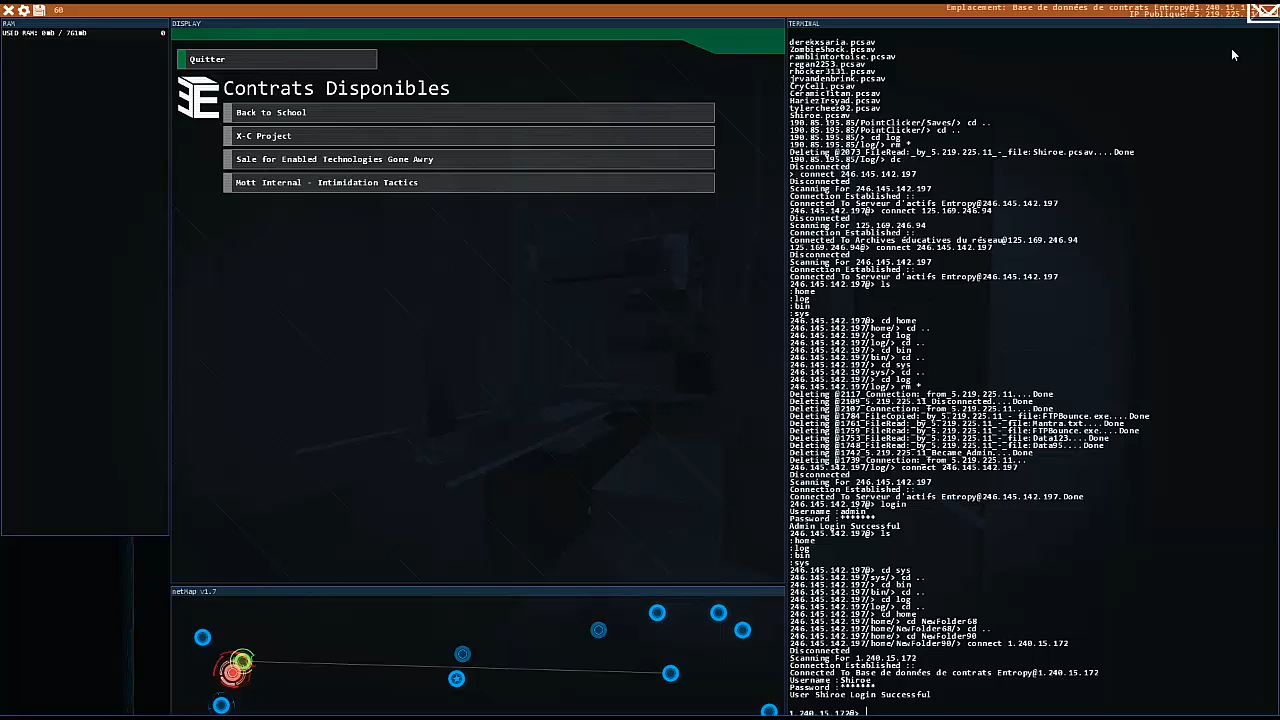 60
Emplacement: Base de données de contrats Entropy@1.240.15.1
IP Publique: 5.219.225.
RAM
USED RAM: 0mb / 761mb 0
DISPLAY
Quitter
Contrats Disponibles
Back to School
X-C Project
Sale for Enabled Technologies Gone Awry
Mott Internal - Intimidation Tactics
netMap v1.7
TERMINAL
derekxsaria.pcsav
ZombieShock.pcsav
ramblintortoise.pcsav
regan2253.pcsav
rhocker3131.pcsav
jrvandenbrink.pcsav
CryCell.pcsav
CeramicTitan.pcsav
HariezIrsyad.pcsav
tylercheez02.pcsav
Shiroe.pcsav
190.85.195.85/PointClicker/Saves/> cd ..
190.85.195.85/PointClicker/> cd ..
190.85.195.85/> cd log
190.85.195.85/log/> rm *
Deleting @2073_FileRead:_by_5.219.225.11_-_file:Shiroe.pcsav....Done
190.85.195.85/log/> dc
Disconnected
> connect 246.145.142.197
Disconnected
Scanning For 246.145.142.197
Connection Established ::
Connected To Serveur d'actifs Entropy@246.145.142.197
246.145.142.197@> connect 125.169.246.94
Disconnected
Scanning For 125.169.246.94
Connection Established ::
Connected To Archives éducatives du réseau@125.169.246.94
125.169.246.94@> connect 246.145.142.197
Disconnected
Scanning For 246.145.142.197
Connection Established ::
Connected To Serveur d'actifs Entropy@246.145.142.197
246.145.142.197@> ls
:home
:log
:bin
:sys
246.145.142.197@> cd home
246.145.142.197/home/> cd ..
246.145.142.197@> cd log
246.145.142.197/log/> cd ..
246.145.142.197@> cd bin
246.145.142.197/bin/> cd ..
246.145.142.197@> cd sys
246.145.142.197/sys/> cd ..
246.145.142.197@> cd log
246.145.142.197/log/> rm *
Deleting @2117_Connection:_from_5.219.225.11....Done
Deleting @2109_5.219.225.11_Disconnected....Done
Deleting @2107_Connection:_from_5.219.225.11....Done
Deleting @1784_FileCopied:_by_5.219.225.11_-_file:FTPBounce.exe....Done
Deleting @1761_FileRead:_by_5.219.225.11_-_file:Mantra.txt....Done
Deleting @1759_FileRead:_by_5.219.225.11_-_file:FTPBounce.exe....Done
Deleting @1753_FileRead:_by_5.219.225.11_-_file:Data123....Done
Deleting @1748_FileRead:_by_5.219.225.11_-_file:Data95....Done
Deleting @1742_5.219.225.11_Became_Admin....Done
Deleting @1739_Connection:_from_5.219.225.11...
246.145.142.197/log/> connect 246.145.142.197
Disconnected
Scanning For 246.145.142.197
Connection Established ::
Connected To Serveur d'actifs Entropy@246.145.142.197.Done
246.145.142.197@> login
Username :admin
Password :*******
Admin Login Successful
246.145.142.197@> ls
:home
:log
:bin
:sys
246.145.142.197@> cd sys
246.145.142.197/sys/> cd ..
246.145.142.197@> cd bin
246.145.142.197/bin/> cd ..
246.145.142.197@> cd log
246.145.142.197/log/> cd ..
246.145.142.197@> cd home
246.145.142.197/home/> cd NewFolder68
246.145.142.197/home/NewFolder68/> cd ..
246.145.142.197/home/> cd NewFolder90
246.145.142.197/home/NewFolder90/> connect 1.240.15.172
Disconnected
Scanning For 1.240.15.172
Connection Established ::
Connected To Base de données de contrats Entropy@1.240.15.172
Username :Shiroe
Password :*******
User Shiroe Login Successful
1.240.15.172@>